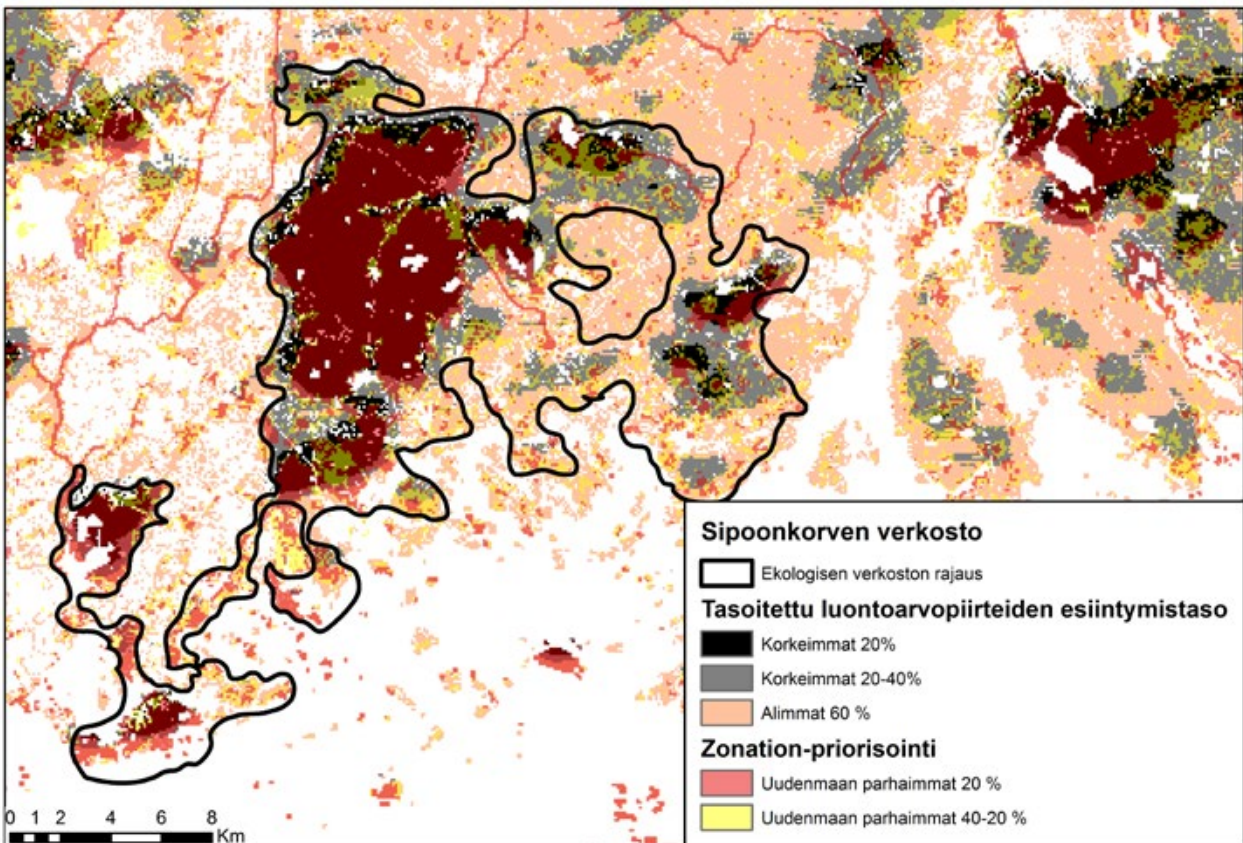 Sipoonkorven verkosto
Ekologisen verkoston rajaus
Tasoitettu luontoarvopiirteiden esiintymistaso
Korkeimmat 20%
Korkeimmat 20-40%
Alimmat 60 %
Zonation-priorisointi
Uudenmaan parhaimmat 20 %
Uudenmaan parhaimmat 40-20 %
0 1 2 4 6 8
Km